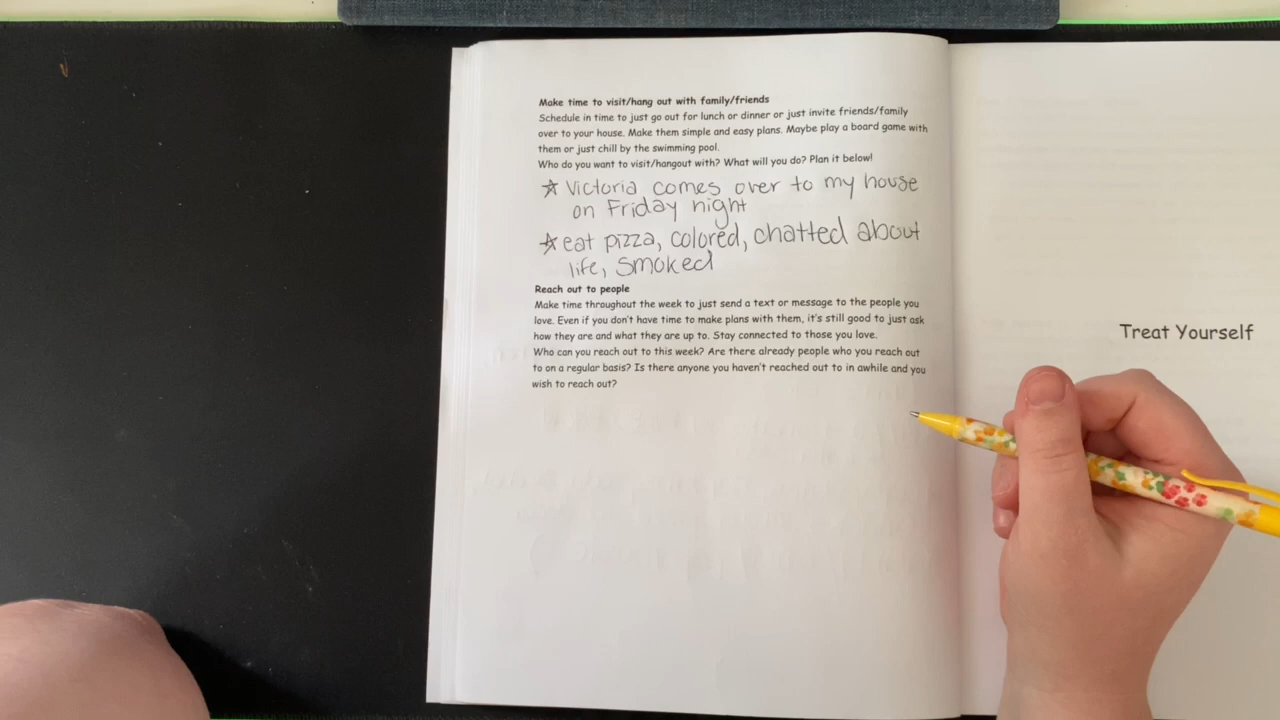 Make time to visit/hang out with family/friends
Schedule in time to just go out for lunch or dinner or just invite friends/family
over to your house. Make them simple and easy plans. Maybe play a board game with
them or just chill by the swimming pool.
Who do you want to visit/hangout with? What will you do? Plan it below!
☆ Victoria comes over to my house
on Friday night
☆ eat pizza, colored, chatted about
life, smoked
Reach out to people
Make time throughout the week to just send a text or message to the people you
love. Even if you don't have time to make plans with them, it's still good to just ask
how they are and what they are up to. Stay connected to those you love.
Who can you reach out to this week? Are there already people who you reach out
to on a regular basis? Is there anyone you haven't reached out to in awhile and you
wish to reach out?
Treat Yourself